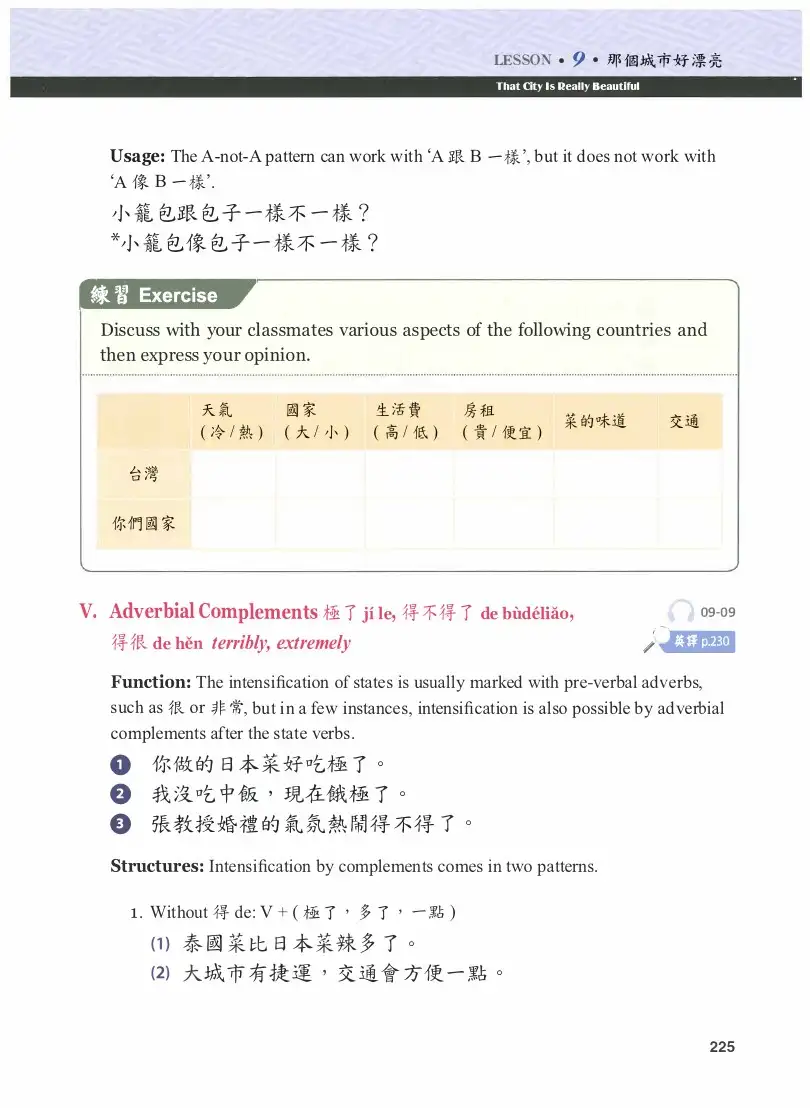 LESSON • 9 • 那個城市好漂亮
That City Is Really Beautiful
Usage: The A-not-A pattern can work with ‘A 跟 B 一樣’, but it does not work with
‘A 像 B 一樣’.
小籠包跟包子一樣不一樣？
*小籠包像包子一樣不一樣？
練習 Exercise
Discuss with your classmates various aspects of the following countries and
then express your opinion.
天氣 國家 生活費 房租 菜的味道 交通
( 冷 / 熱 ) ( 大 / 小 ) ( 高 / 低 ) ( 貴 / 便宜 )
台灣
你們國家
V. Adverbial Complements 極了 jí le, 得不得了 de bùdéliǎo,
得很 de hěn terribly, extremely
09-09
英譯 p.230
Function: The intensification of states is usually marked with pre-verbal adverbs,
such as 很 or 非常, but in a few instances, intensification is also possible by adverbial
complements after the state verbs.
1 你做的日本菜好吃極了。
2 我沒吃中飯，現在餓極了。
3 張教授婚禮的氣氛熱鬧得不得了。
Structures: Intensification by complements comes in two patterns.
1. Without 得 de: V + ( 極了，多了，一點 )
(1) 泰國菜比日本菜辣多了。
(2) 大城市有捷運，交通會方便一點。
225